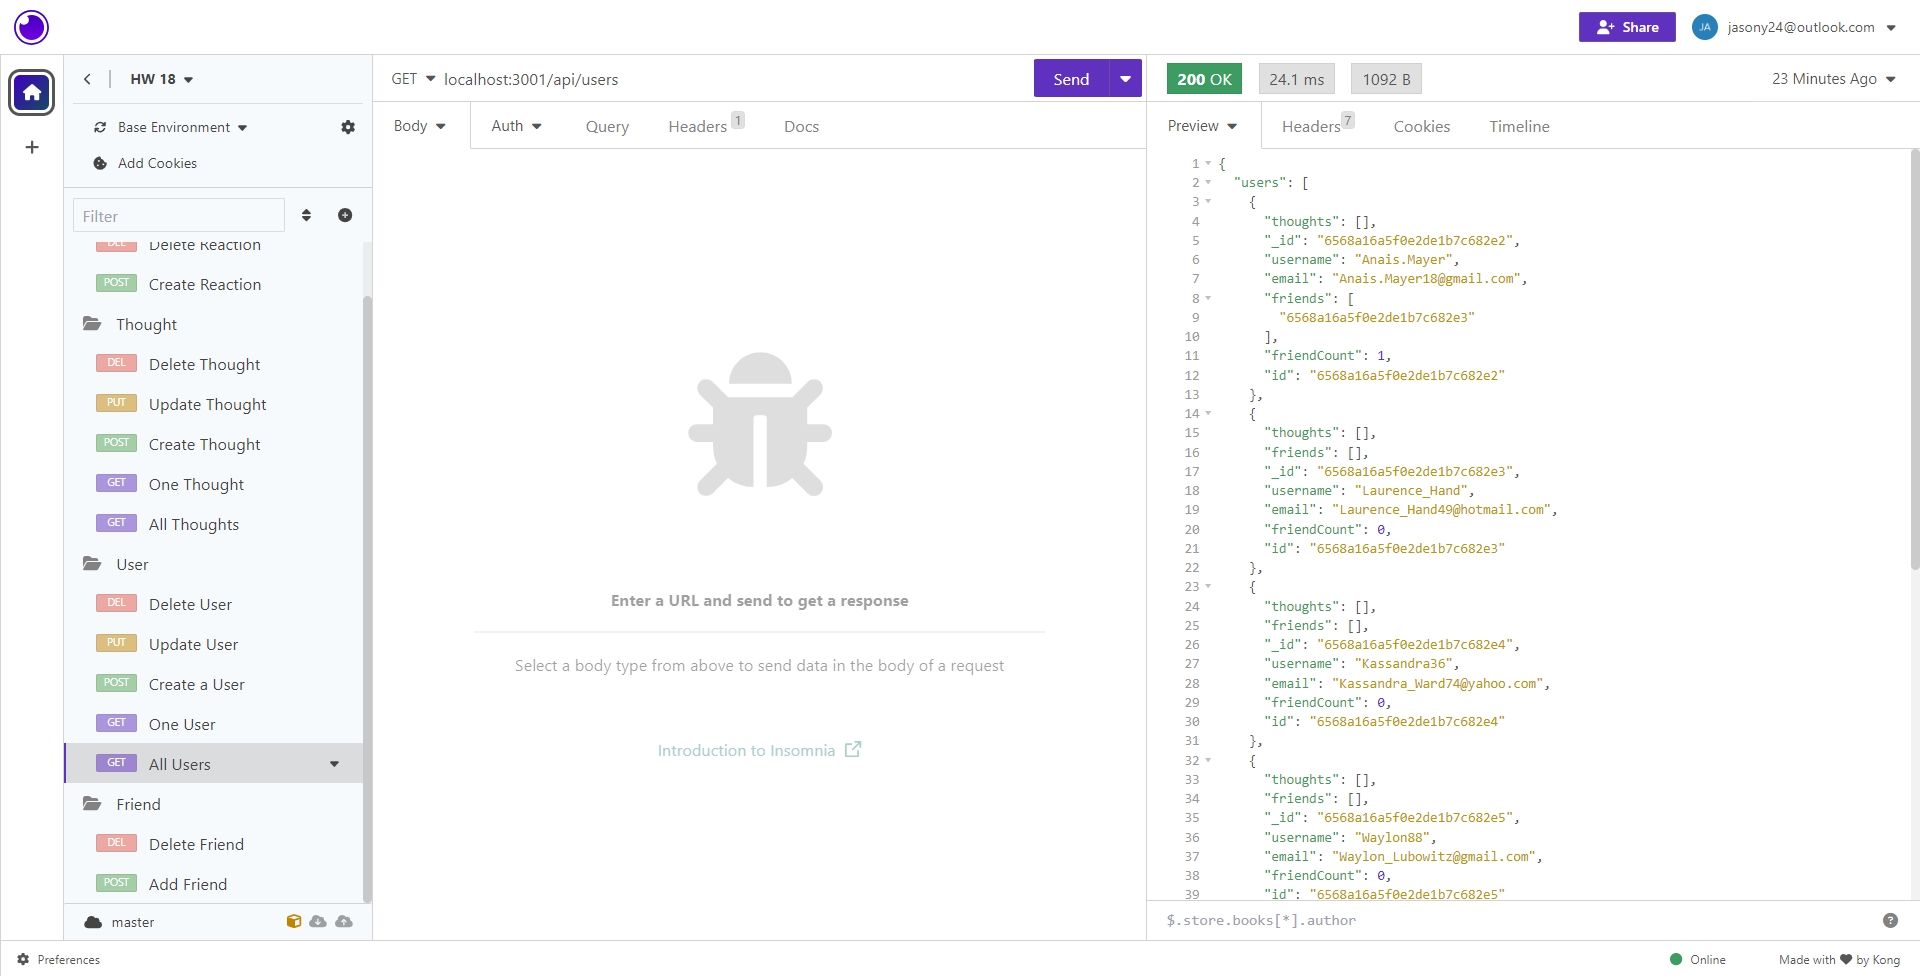 Share
JA
jasony24@outlook.com
HW 18
Base Environment
Add Cookies
Filter
DEL Delete Reaction
POST Create Reaction
Thought
DEL Delete Thought
PUT Update Thought
POST Create Thought
GET One Thought
GET All Thoughts
User
DEL Delete User
PUT Update User
POST Create a User
GET One User
GET All Users
Friend
DEL Delete Friend
POST Add Friend
master
GET localhost:3001/api/users
Send
Body Auth Query Headers 1 Docs
Enter a URL and send to get a response
Select a body type from above to send data in the body of a request
Introduction to Insomnia
200 OK 24.1 ms 1092 B 23 Minutes Ago
Preview Headers 7 Cookies Timeline
1 {
2 "users": [
3 {
4 "thoughts": [],
5 "_id": "6568a16a5f0e2de1b7c682e2",
6 "username": "Anais.Mayer",
7 "email": "Anais.Mayer18@gmail.com",
8 "friends": [
9 "6568a16a5f0e2de1b7c682e3"
10 ],
11 "friendCount": 1,
12 "id": "6568a16a5f0e2de1b7c682e2"
13 },
14 {
15 "thoughts": [],
16 "friends": [],
17 "_id": "6568a16a5f0e2de1b7c682e3",
18 "username": "Laurence_Hand",
19 "email": "Laurence_Hand49@hotmail.com",
20 "friendCount": 0,
21 "id": "6568a16a5f0e2de1b7c682e3"
22 },
23 {
24 "thoughts": [],
25 "friends": [],
26 "_id": "6568a16a5f0e2de1b7c682e4",
27 "username": "Kassandra36",
28 "email": "Kassandra_Ward74@yahoo.com",
29 "friendCount": 0,
30 "id": "6568a16a5f0e2de1b7c682e4"
31 },
32 {
33 "thoughts": [],
34 "friends": [],
35 "_id": "6568a16a5f0e2de1b7c682e5",
36 "username": "Waylon88",
37 "email": "Waylon_Lubowitz@gmail.com",
38 "friendCount": 0,
39 "id": "6568a16a5f0e2de1b7c682e5"
$.store.books[*].author
Preferences
Online
Made with ♥ by Kong